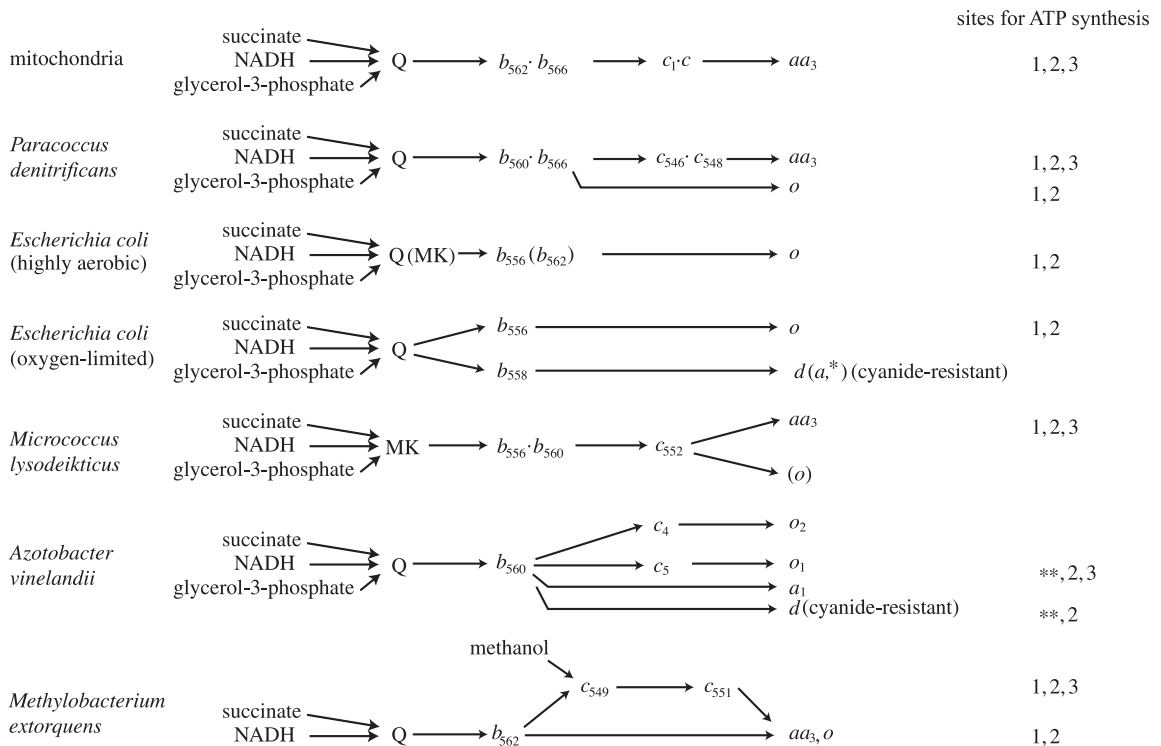 sites for ATP synthesis
succinate
mitochondria NADH Q b₅₆₂· b₅₆₆ c₁·c aa₃ 1, 2, 3
glycerol-3-phosphate
succinate
Paracoccus
denitrificans NADH Q b₅₆₀· b₅₆₆ c₅₄₆· c₅₄₈ aa₃ 1, 2, 3
glycerol-3-phosphate o 1, 2
Escherichia coli succinate
(highly aerobic) NADH Q (MK) b₅₅₆ (b₅₆₂) o 1, 2
glycerol-3-phosphate
Escherichia coli succinate b₅₅₆ o 1, 2
(oxygen-limited) NADH Q
glycerol-3-phosphate b₅₅₈ d (a,*) (cyanide-resistant)
succinate aa₃ 1, 2, 3
Micrococcus
lysodeikticus NADH MK b₅₅₆·b₅₆₀ c₅₅₂
glycerol-3-phosphate (o)
c₄ o₂
Azotobacter succinate
vinelandii NADH Q b₅₆₀ c₅ o₁ **, 2, 3
glycerol-3-phosphate a₁
d (cyanide-resistant) **, 2
methanol
Methylobacterium c₅₄₉ c₅₅₁ 1, 2, 3
extorquens succinate
NADH Q b₅₆₂ aa₃, o 1, 2